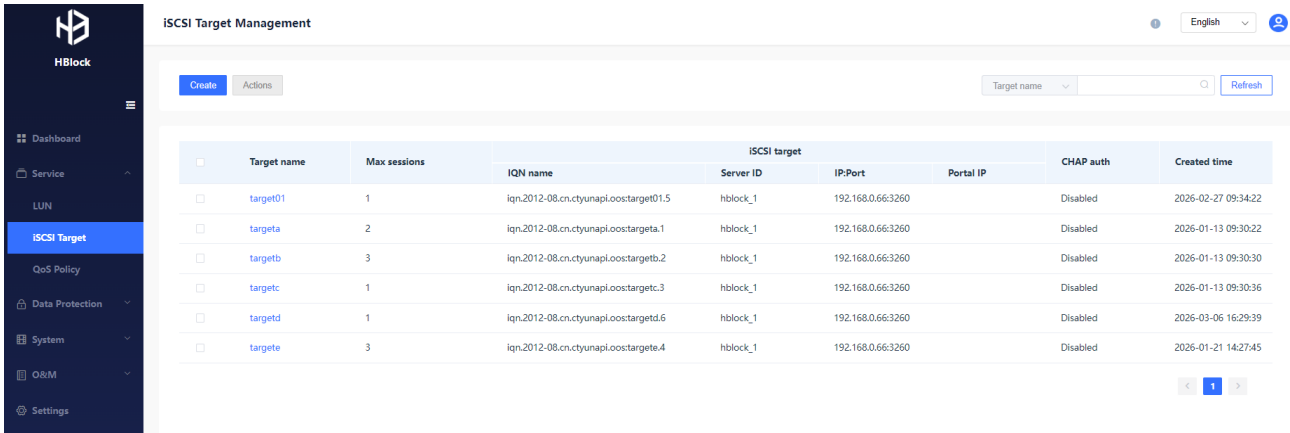 iSCSI Target Management
English
HBlock
Create Actions Target name Refresh
Dashboard
Service
LUN
iSCSI Target
QoS Policy
Data Protection
System
O&M
Settings
Target name Max sessions iSCSI target CHAP auth Created time
IQN name Server ID IP:Port Portal IP
target01 1 iqn.2012-08.cn.ctyunapi.oos:target01.5 hblock_1 192.168.0.66:3260 Disabled 2026-02-27 09:34:22
targeta 2 iqn.2012-08.cn.ctyunapi.oos:targeta.1 hblock_1 192.168.0.66:3260 Disabled 2026-01-13 09:30:22
targetb 3 iqn.2012-08.cn.ctyunapi.oos:targetb.2 hblock_1 192.168.0.66:3260 Disabled 2026-01-13 09:30:30
targetc 1 iqn.2012-08.cn.ctyunapi.oos:targetc.3 hblock_1 192.168.0.66:3260 Disabled 2026-01-13 09:30:36
targetd 1 iqn.2012-08.cn.ctyunapi.oos:targetd.6 hblock_1 192.168.0.66:3260 Disabled 2026-03-06 16:29:39
targete 3 iqn.2012-08.cn.ctyunapi.oos:targete.4 hblock_1 192.168.0.66:3260 Disabled 2026-01-21 14:27:45
< 1 >